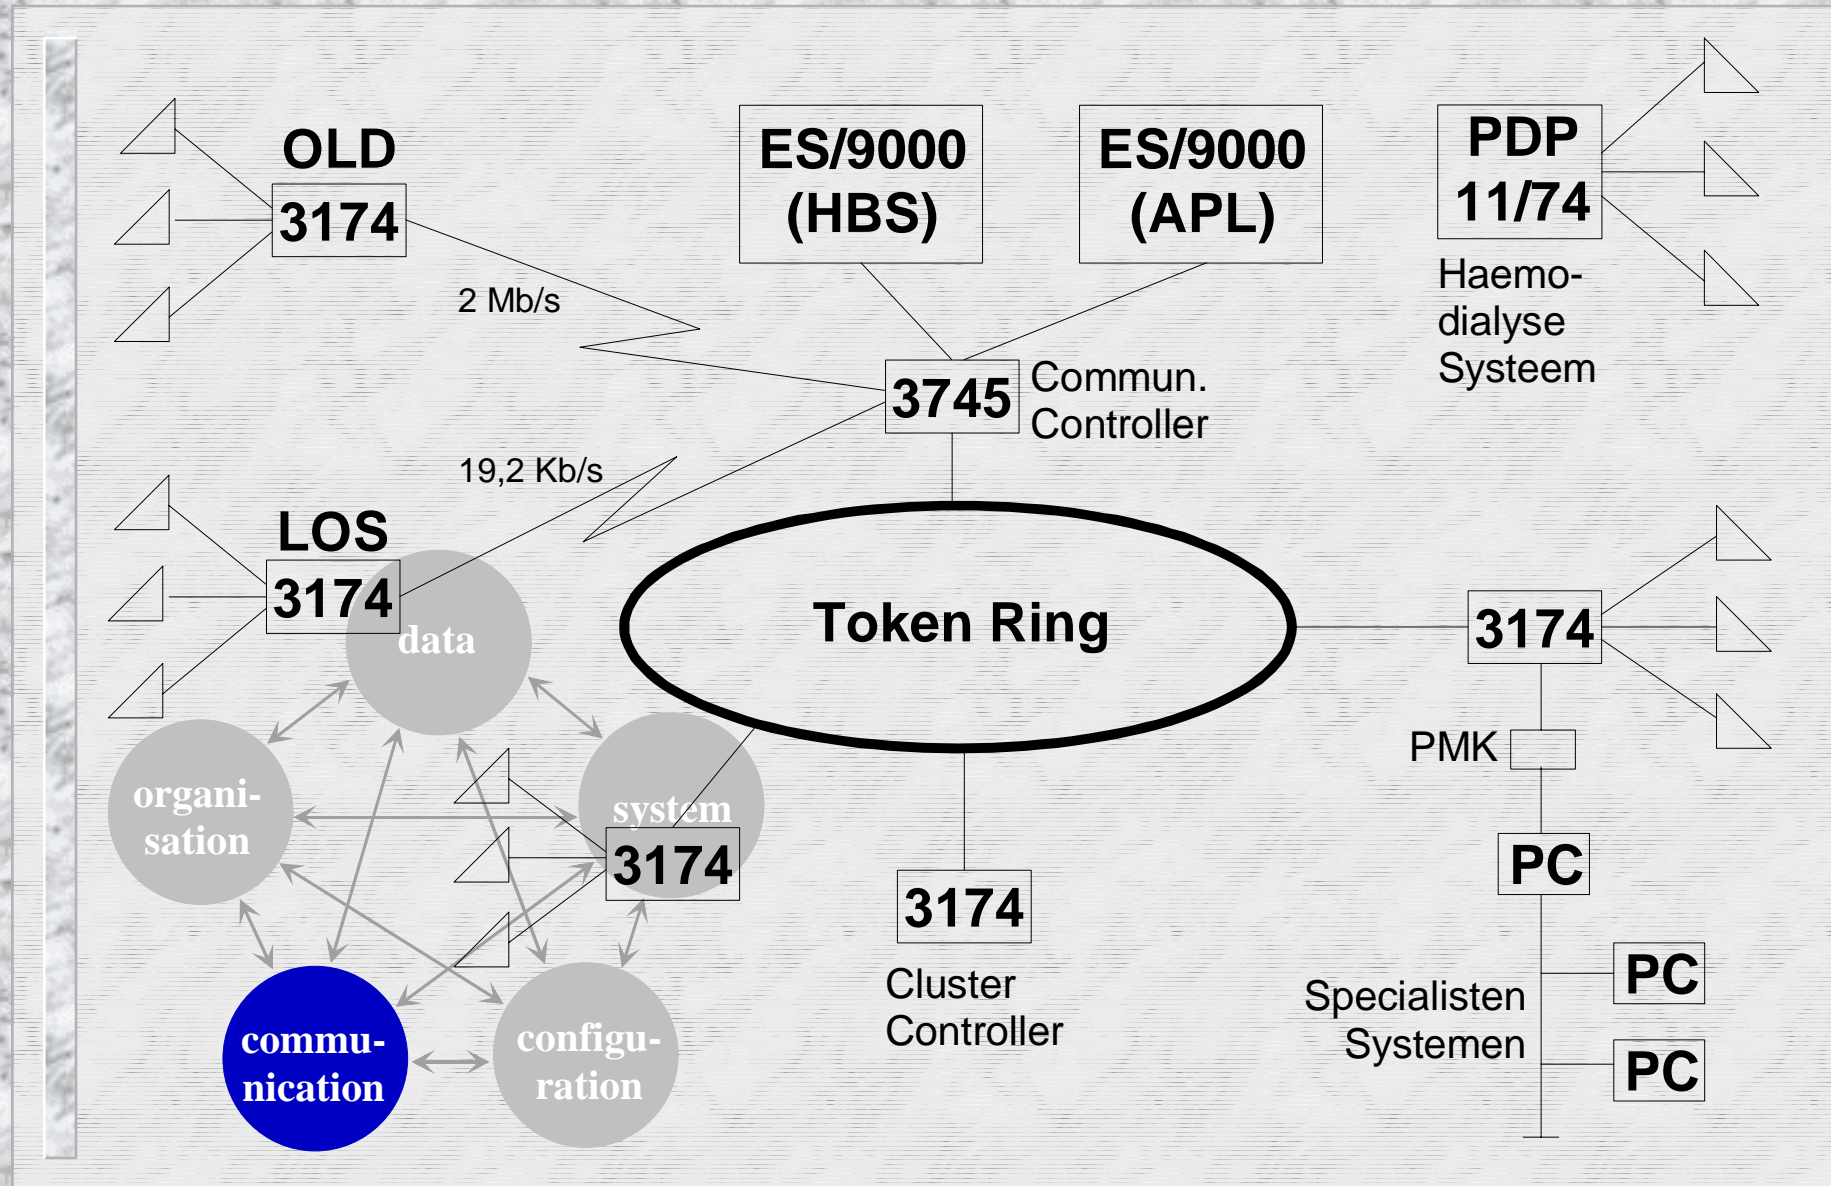 OLD
3174
2 Mb/s
ES/9000
(HBS)
ES/9000
(APL)
PDP
11/74
Haemo-
dialyse
Systeem
3745
Commun.
Controller
19,2 Kb/s
LOS
3174
data
Token Ring
3174
PMK
organi-
sation
system
3174
3174
Cluster
Controller
PC
PC
Specialisten
Systemen
PC
commu-
nication
configu-
ration